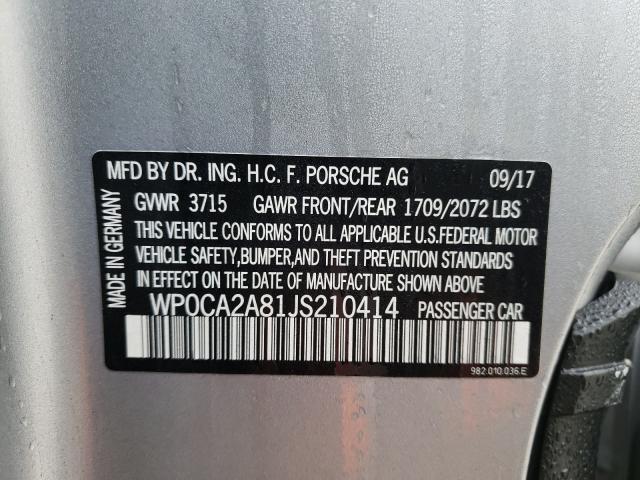 MFD BY DR. ING. H.C. F. PORSCHE AG 09/17
GVWR 3715 GAWR FRONT/REAR 1709/2072 LBS
THIS VEHICLE CONFORMS TO ALL APPLICABLE U.S.FEDERAL MOTOR
VEHICLE SAFETY,BUMPER,AND THEFT PREVENTION STANDARDS
IN EFFECT ON THE DATE OF MANUFACTURE SHOWN ABOVE.
WP0CA2A81JS210414 PASSENGER CAR
982.010.036.E
MADE IN GERMANY